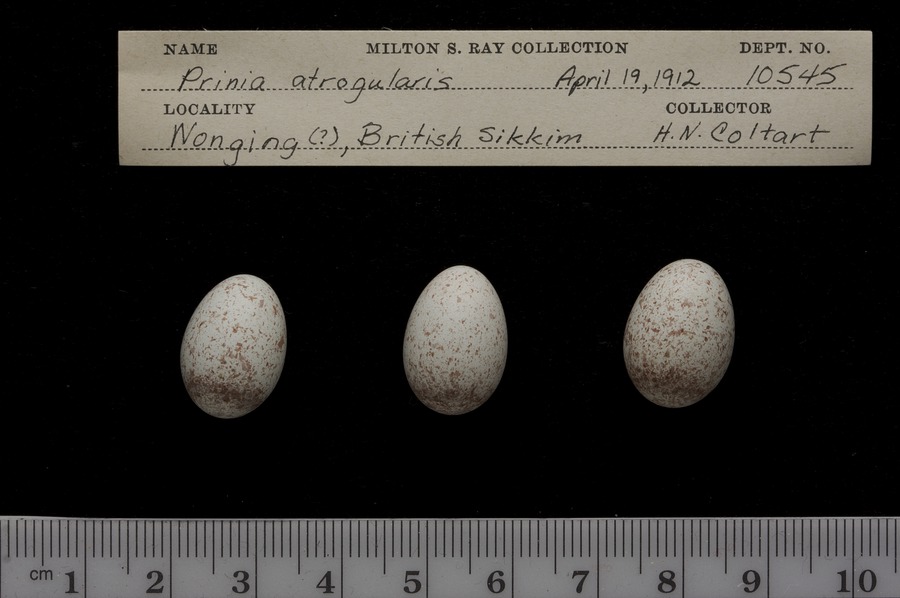 NAME MILTON S. RAY COLLECTION DEPT. NO.
Prinia atrogularis April 19, 1912 10545
LOCALITY COLLECTOR
Nonging (?), British Sikkim H. N. Coltart
cm 1 2 3 4 5 6 7 8 9 10